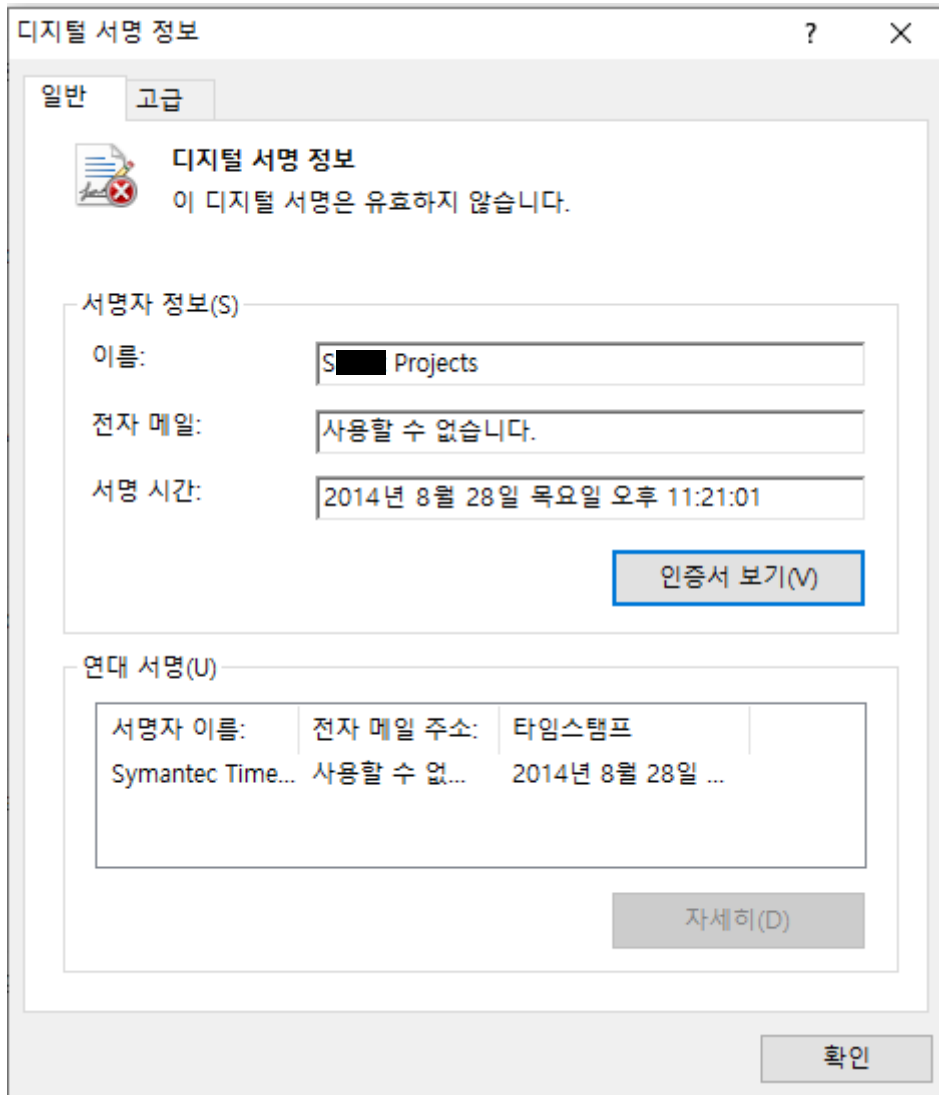 디지털 서명 정보
일반 고급
디지털 서명 정보
이 디지털 서명은 유효하지 않습니다.
서명자 정보(S)
이름: S Projects
전자 메일: 사용할 수 없습니다.
서명 시간: 2014년 8월 28일 목요일 오후 11:21:01
인증서 보기(V)
연대 서명(U)
서명자 이름: 전자 메일 주소: 타임스탬프
Symantec Time... 사용할 수 없... 2014년 8월 28일 ...
자세히(D)
확인